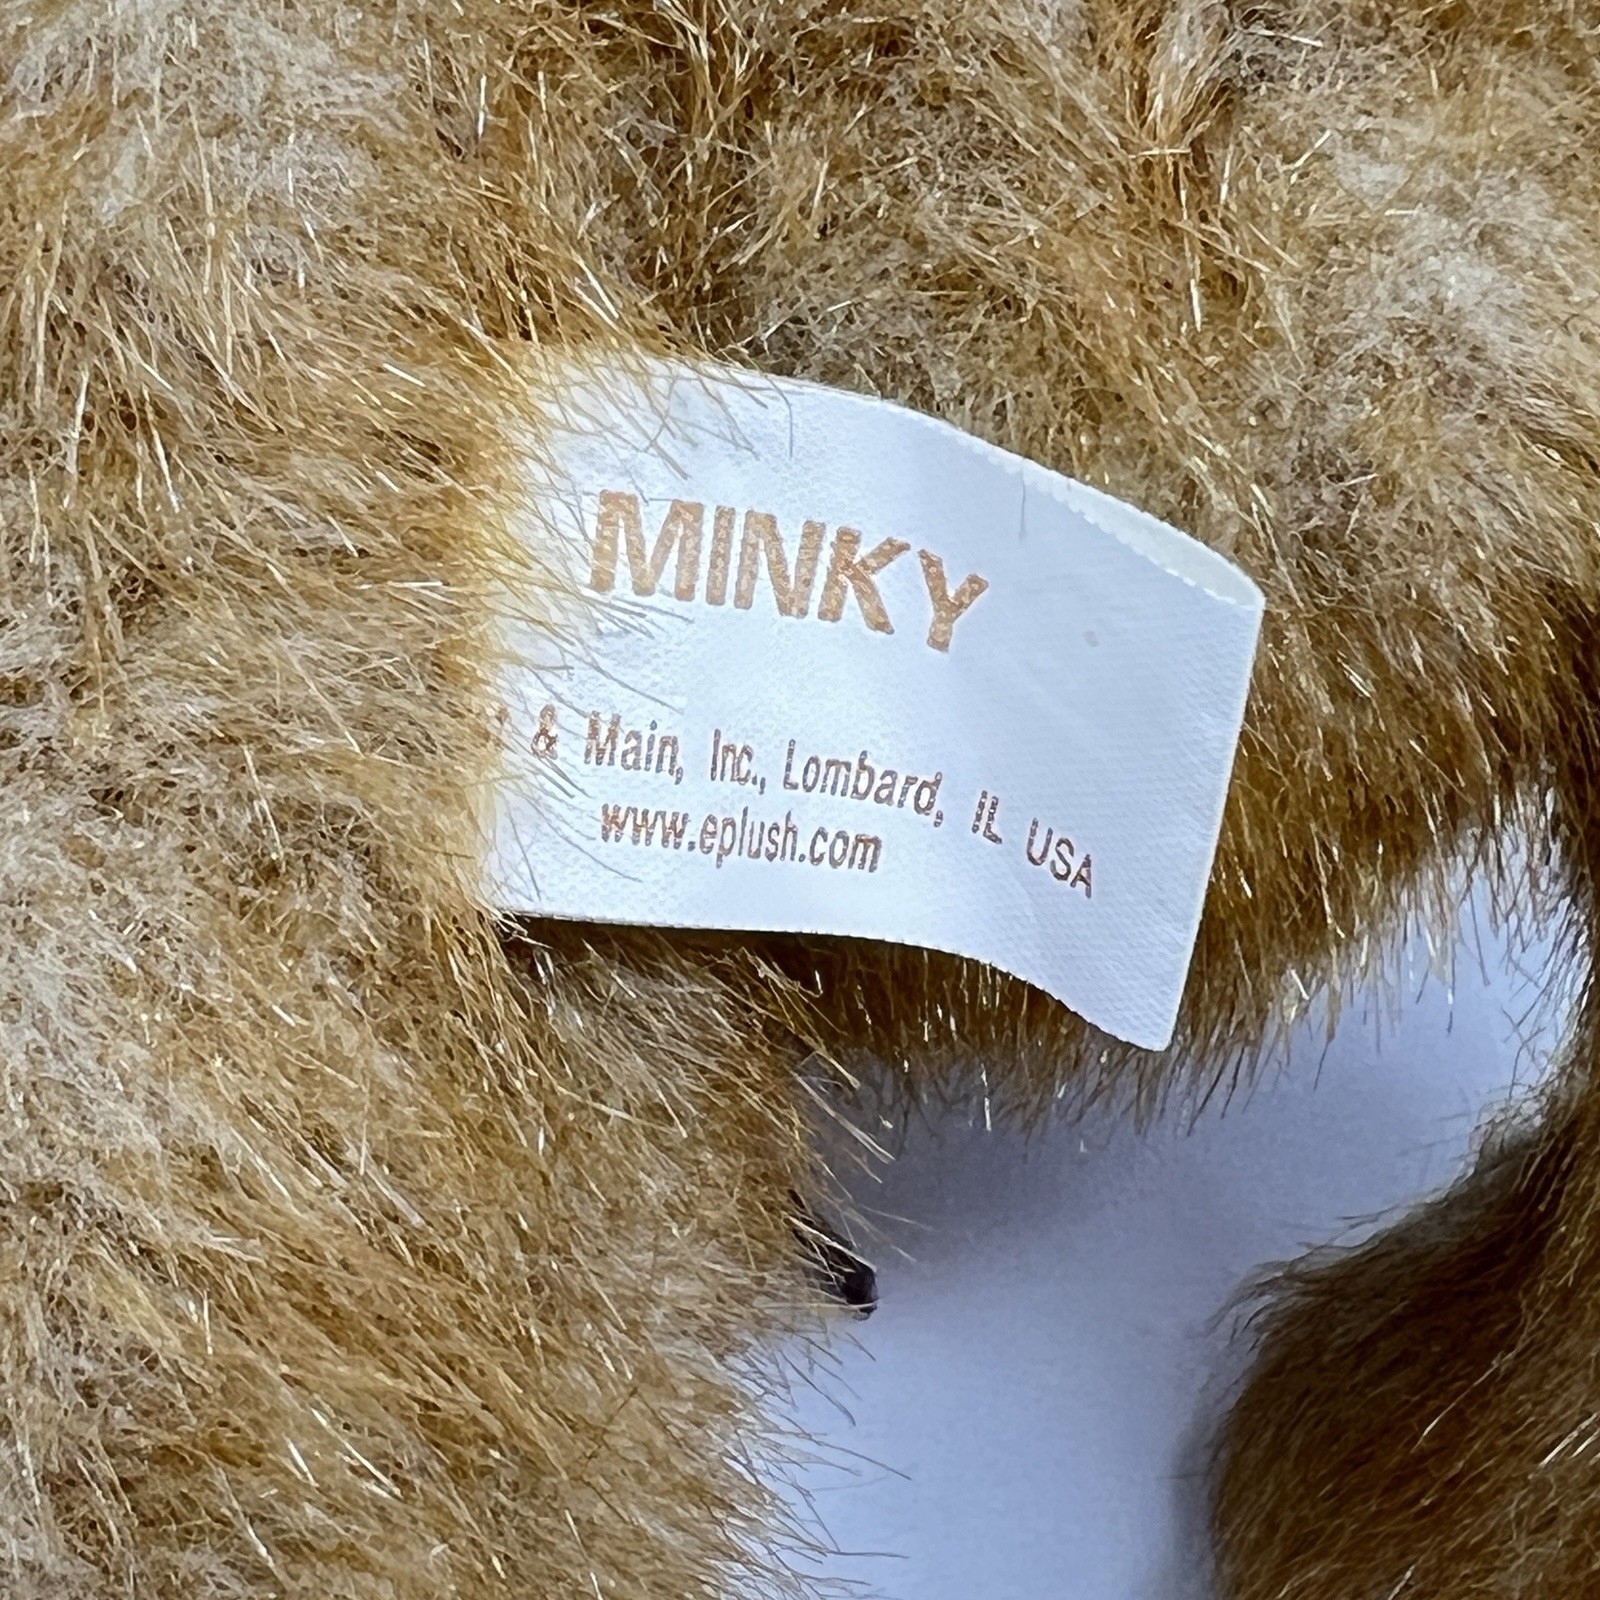 MINKY
& Main, Inc., Lombard, IL USA
www.eplush.com